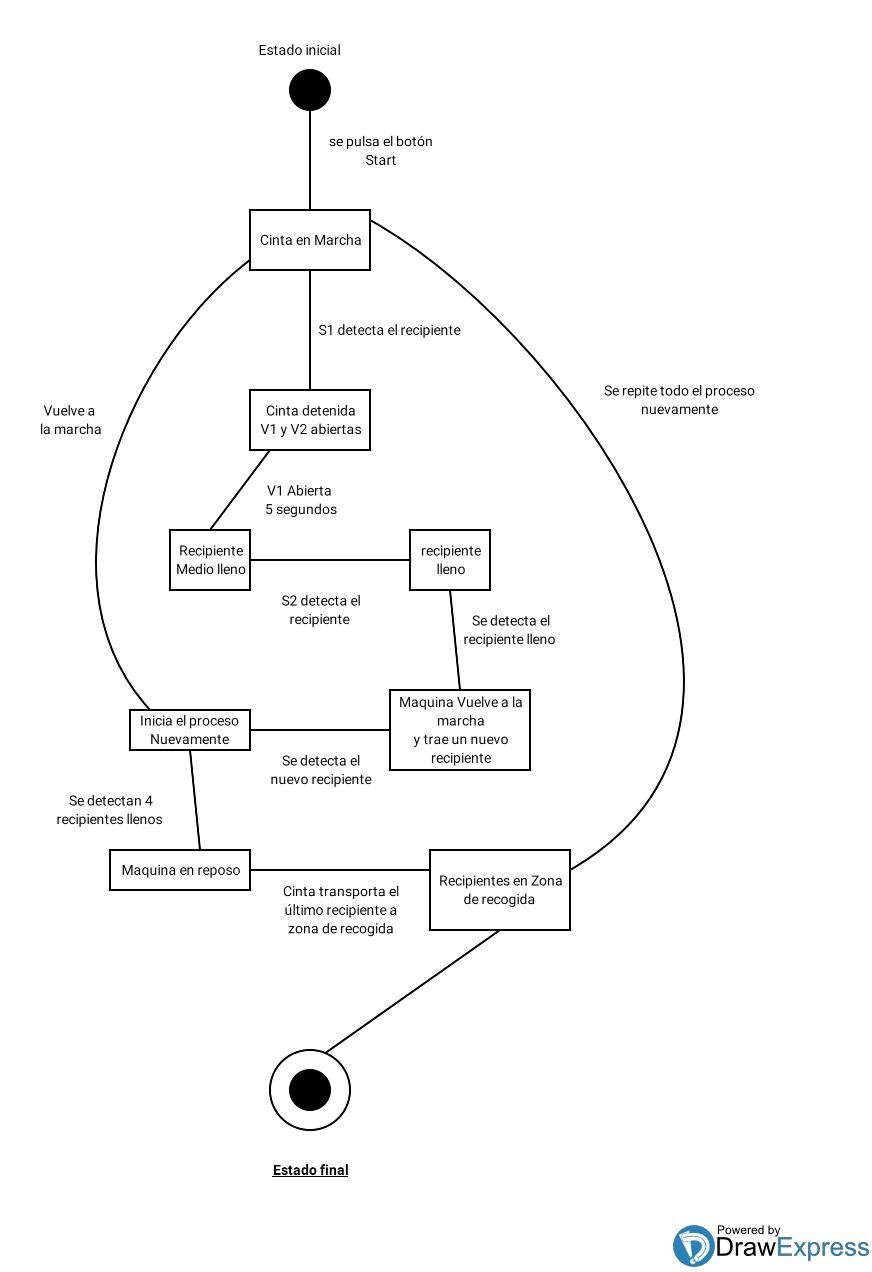 Estado inicial
se pulsa el botón
Start
Cinta en Marcha
S1 detecta el recipiente
Se repite todo el proceso
nuevamente
Vuelve a
la marcha
Cinta detenida
V1 y V2 abiertas
V1 Abierta
5 segundos
Recipiente
Medio lleno
recipiente
lleno
S2 detecta el
recipiente
Se detecta el
recipiente lleno
Maquina Vuelve a la
marcha
y trae un nuevo
recipiente
Inicia el proceso
Nuevamente
Se detecta el
nuevo recipiente
Se detectan 4
recipientes llenos
Maquina en reposo
Recipientes en Zona
de recogida
Cinta transporta el
último recipiente a
zona de recogida
Estado final
Powered by
DrawExpress